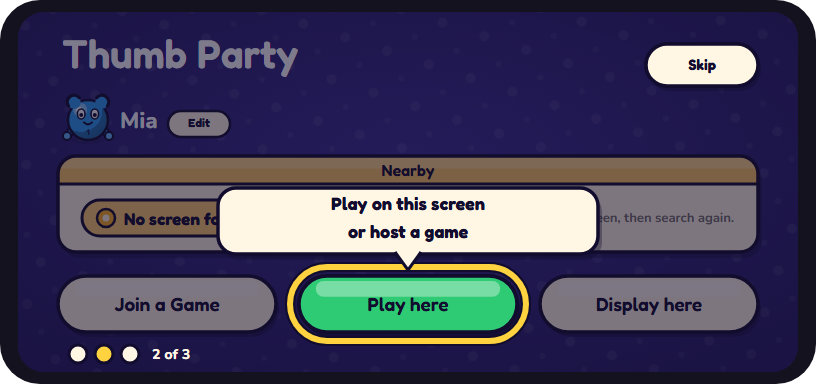 Thumb Party
Skip
Mia
Edit
Nearby
No screen
een, then search again.
Play on this screen
or host a game
Join a Game
Play here
Display here
2 of 3